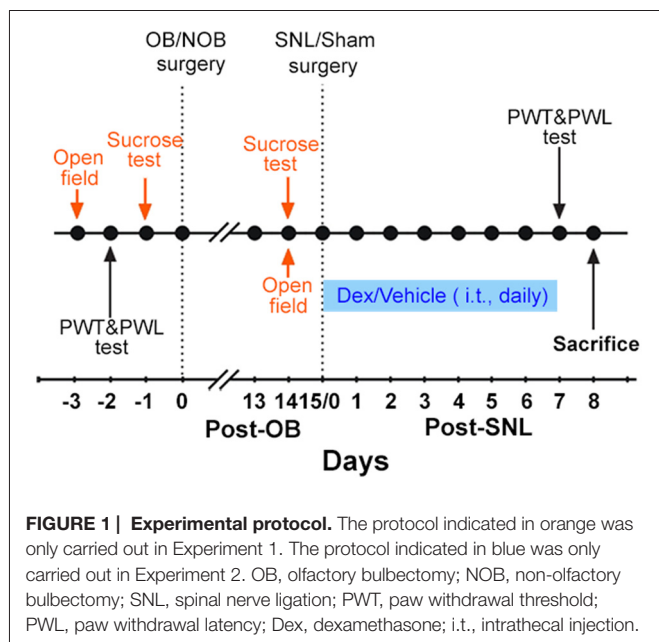 OB/NOB
surgery
SNL/Sham
surgery
Open
field
Sucrose
test
Sucrose
test
PWT&PWL
test
PWT&PWL
test
Open
field
Dex/Vehicle ( i.t., daily)
Sacrifice
-3 -2 -1 0 13 14 15/0 1 2 3 4 5 6 7 8 9
Post-OB Post-SNL
Days
FIGURE 1 | Experimental protocol. The protocol indicated in orange was
only carried out in Experiment 1. The protocol indicated in blue was only
carried out in Experiment 2. OB, olfactory bulbectomy; NOB, non-olfactory
bulbectomy; SNL, spinal nerve ligation; PWT, paw withdrawal threshold;
PWL, paw withdrawal latency; Dex, dexamethasone; i.t., intrathecal injection.